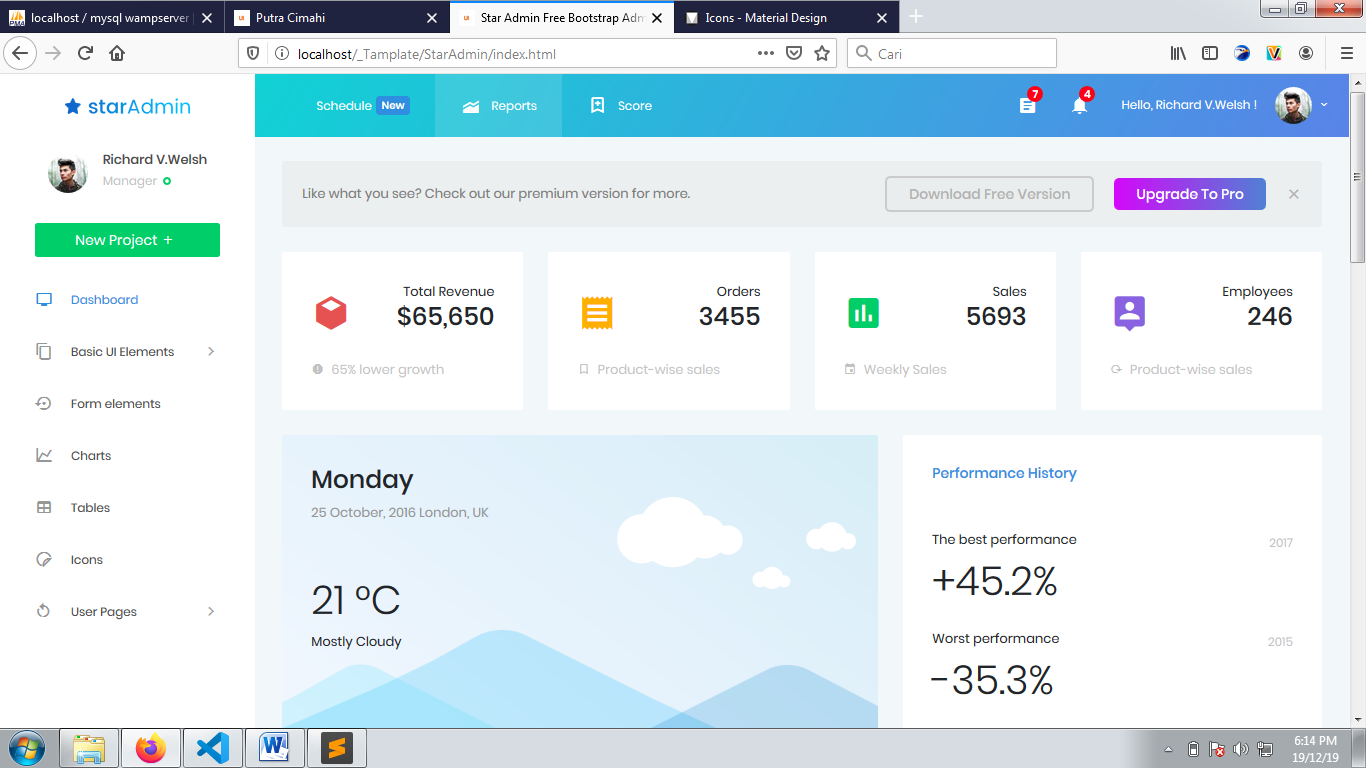 localhost / mysql wampserver |
Putra Cimahi
Star Admin Free Bootstrap Adm
Icons - Material Design
localhost/_Tamplate/StarAdmin/index.html
Cari
starAdmin
Schedule New
Reports
Score
7
4
Hello, Richard V.Welsh !
Richard V.Welsh
Manager
New Project +
Dashboard
Basic UI Elements
Form elements
Charts
Tables
Icons
User Pages
Like what you see? Check out our premium version for more.
Download Free Version
Upgrade To Pro
Total Revenue
$65,650
65% lower growth
Orders
3455
Product-wise sales
Sales
5693
Weekly Sales
Employees
246
Product-wise sales
Monday
25 October, 2016 London, UK
21 °C
Mostly Cloudy
Performance History
The best performance
2017
+45.2%
Worst performance
2015
-35.3%
6:14 PM
19/12/19